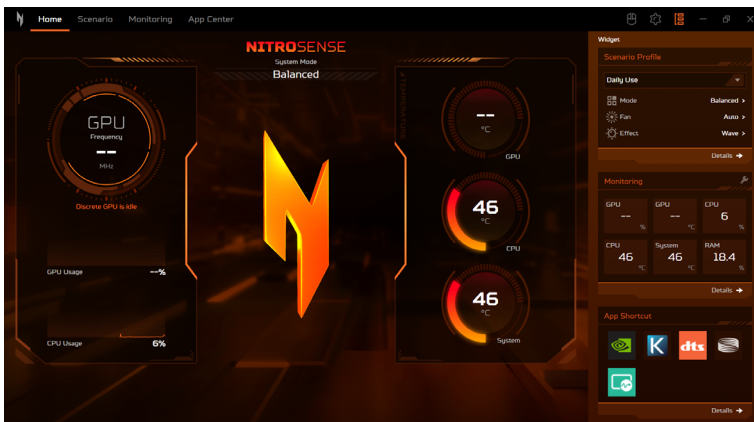 Home Scenario Monitoring App Center
NITROSENSE
System Mode
Balanced
GPU
Frequency
--
MHz
Discrete GPU is idle
GPU Usage --%
CPU Usage 6%
TEMPERATURE
--
°C
GPU
46
°C
CPU
46
°C
System
Widget
Scenario Profile
Daily Use
Mode Balanced >
Fan Auto >
Effect Wave >
Details →
Monitoring
GPU GPU CPU
-- -- 6
% °C %
CPU System RAM
46 46 18.4
°C °C %
Details →
App Shortcut
K dts
Details →